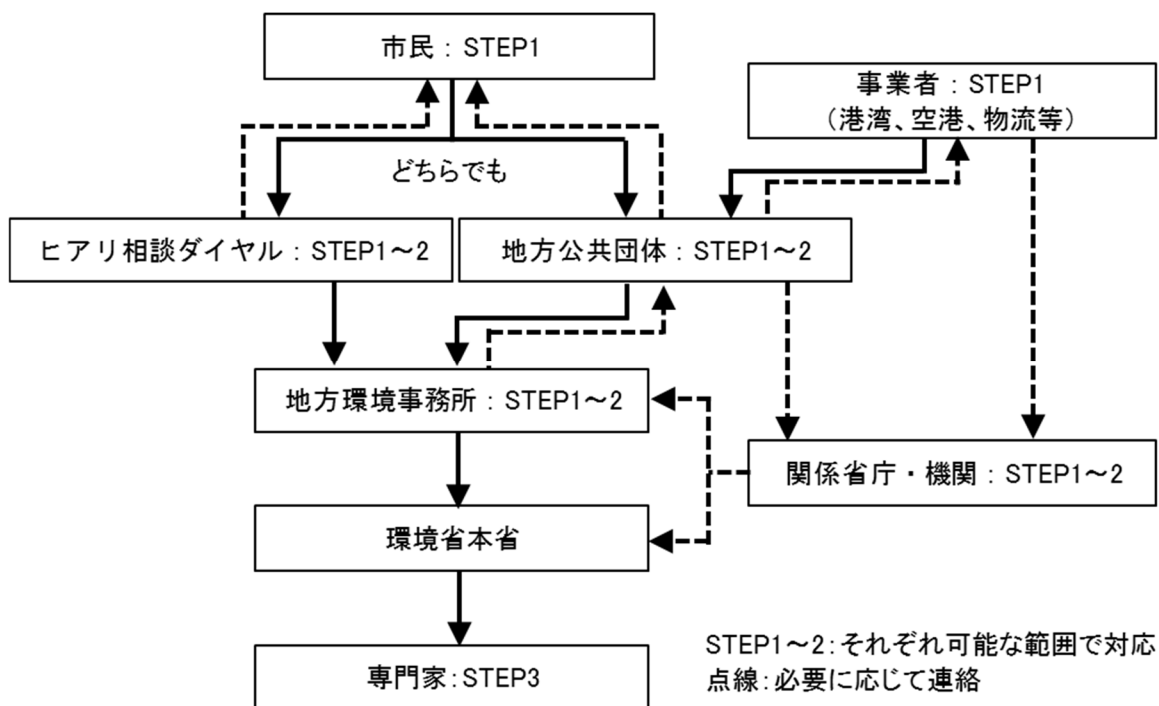 市民：STEP1
事業者：STEP1
（港湾、空港、物流等）
どちらでも
ヒアリ相談ダイヤル：STEP1～2
地方公共団体：STEP1～2
地方環境事務所：STEP1～2
関係省庁・機関：STEP1～2
環境省本省
専門家：STEP3
STEP1～2：それぞれ可能な範囲で対応
点線：必要に応じて連絡